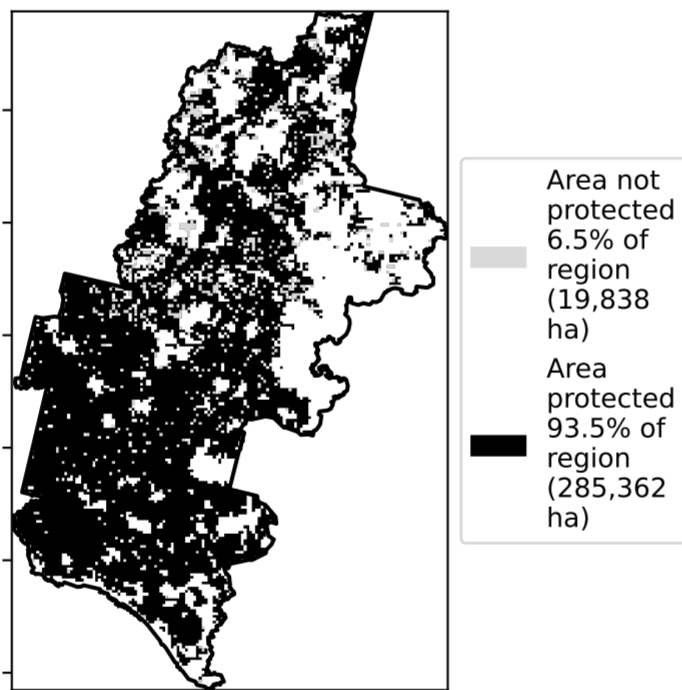 Area not
protected
6.5% of
region
(19,838
ha)
Area
protected
93.5% of
region
(285,362
ha)